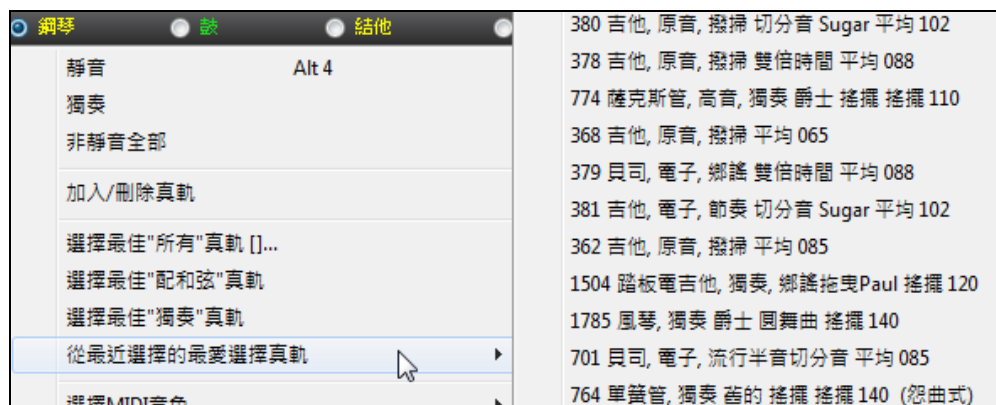 鋼琴 鼓 結他
靜音 Alt 4
獨奏
非靜音全部
加入/刪除真軌
選擇最佳"所有"真軌 []...
選擇最佳"配和弦"真軌
選擇最佳"獨奏"真軌
從最近選擇的最愛選擇真軌
選擇MIDI音色
380 吉他, 原音, 撥掃 切分音 Sugar 平均 102
378 吉他, 原音, 撥掃 雙倍時間 平均 088
774 薩克斯管, 高音, 獨奏 爵士 搖擺 搖擺 110
368 吉他, 原音, 撥掃 平均 065
379 貝司, 電子, 鄉謠 雙倍時間 平均 088
381 吉他, 電子, 節奏 切分音 Sugar 平均 102
362 吉他, 原音, 撥掃 平均 085
1504 踏板電吉他, 獨奏, 鄉謠拖曳Paul 搖擺 120
1785 風琴, 獨奏 爵士 圓舞曲 搖擺 140
701 貝司, 電子, 流行半音切分音 平均 085
764 單簧管, 獨奏 舊的 搖擺 搖擺 140 (怨曲式)